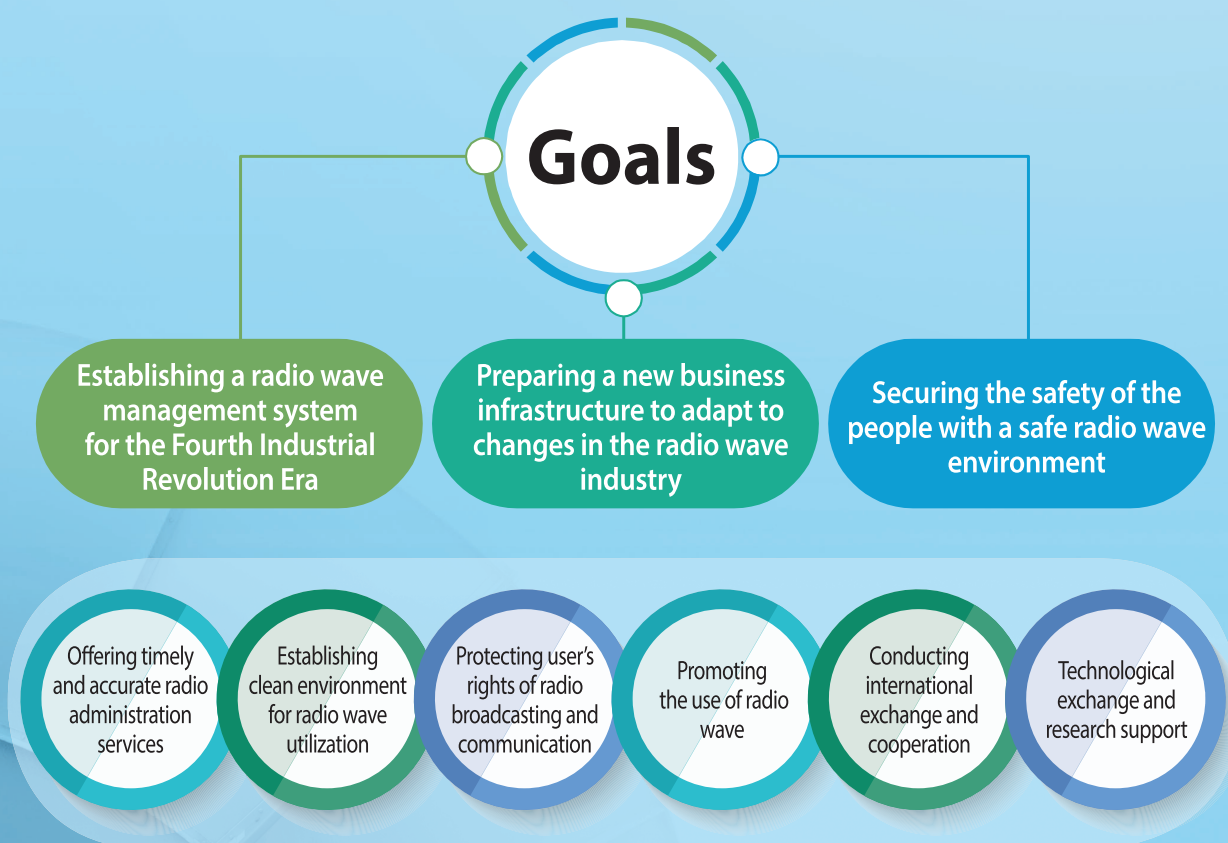 Goals
Establishing a radio wave
management system
for the Fourth Industrial
Revolution Era
Preparing a new business
infrastructure to adapt to
changes in the radio wave
industry
Securing the safety of the
people with a safe radio wave
environment
Offering timely
and accurate radio
administration
services
Establishing
clean environment
for radio wave
utilization
Protecting user's
rights of radio
broadcasting and
communication
Promoting
the use of radio
wave
Conducting
international
exchange and
cooperation
Technological
exchange and
research support